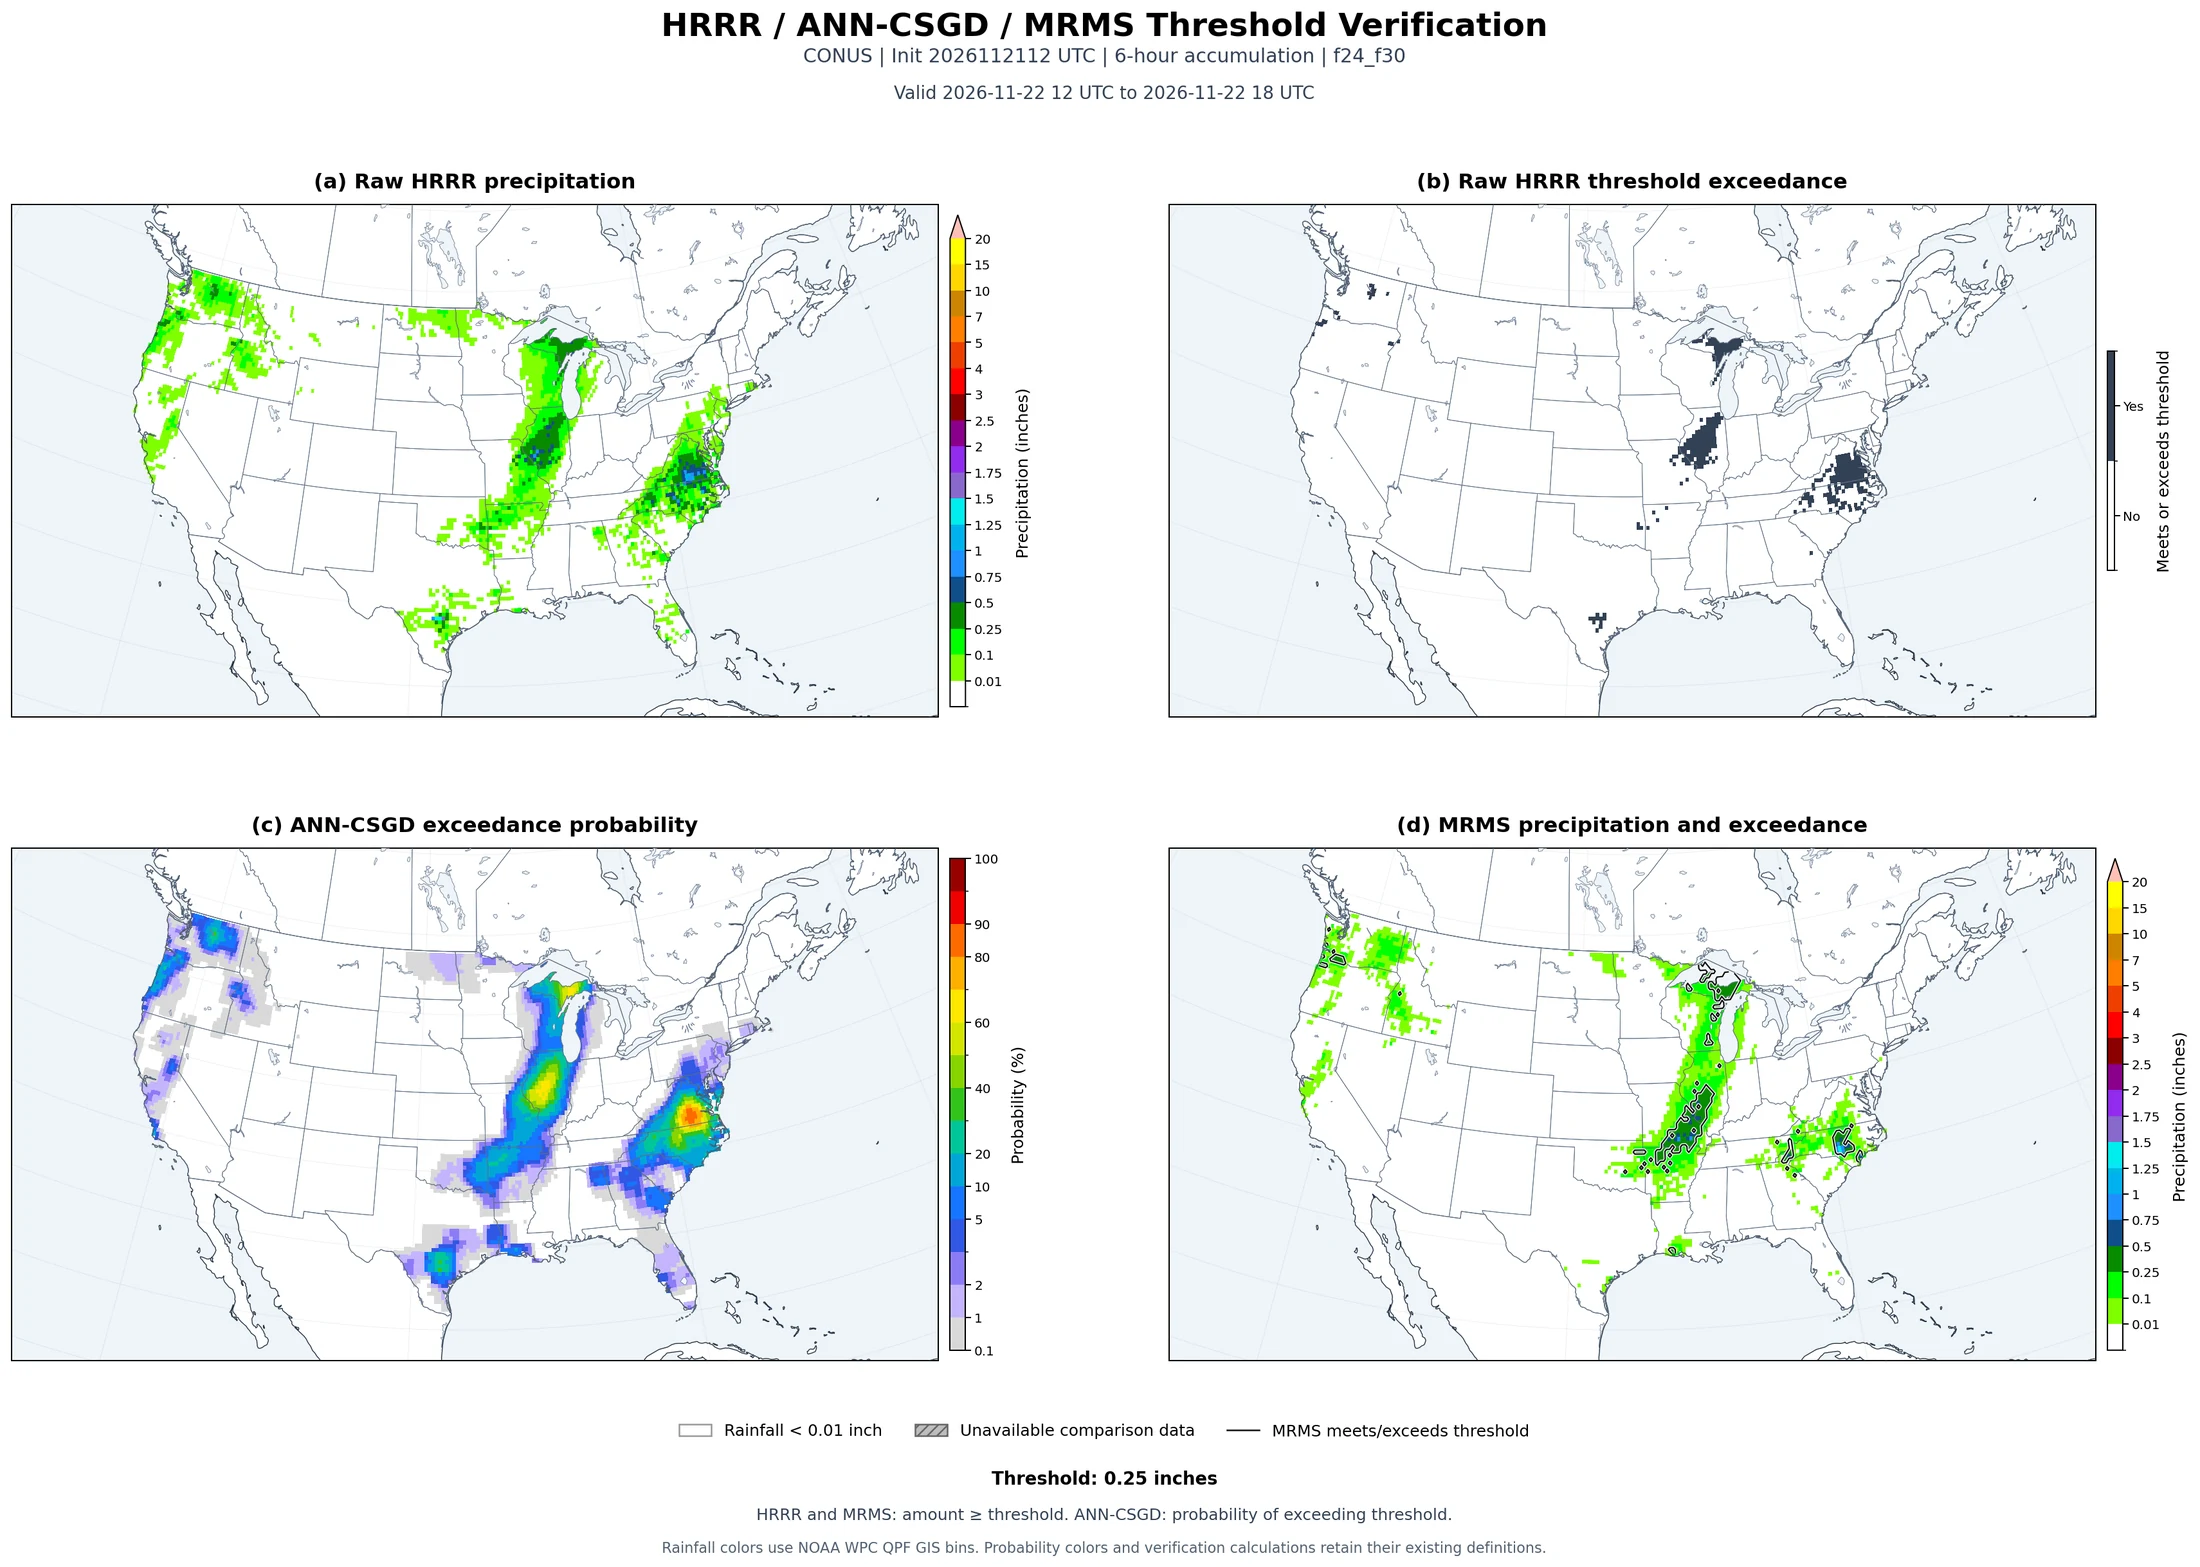 HRRR / ANN-CSGD / MRMS Threshold Verification
CONUS | Init 2026112112 UTC | 6-hour accumulation | f24_f30
Valid 2026-11-22 12 UTC to 2026-11-22 18 UTC
(a) Raw HRRR precipitation
20
15
10
7
5
4
3
2.5
2
1.75
1.5
1.25
1
0.75
0.5
0.25
0.1
0.01
Precipitation (inches)
(b) Raw HRRR threshold exceedance
Yes
No
Meets or exceeds threshold
(c) ANN-CSGD exceedance probability
100
90
80
60
40
20
10
5
2
1
0.1
Probability (%)
(d) MRMS precipitation and exceedance
20
15
10
7
5
4
3
2.5
2
1.75
1.5
1.25
1
0.75
0.5
0.25
0.1
0.01
Precipitation (inches)
Rainfall < 0.01 inch Unavailable comparison data MRMS meets/exceeds threshold
Threshold: 0.25 inches
HRRR and MRMS: amount ≥ threshold. ANN-CSGD: probability of exceeding threshold.
Rainfall colors use NOAA WPC QPF GIS bins. Probability colors and verification calculations retain their existing definitions.